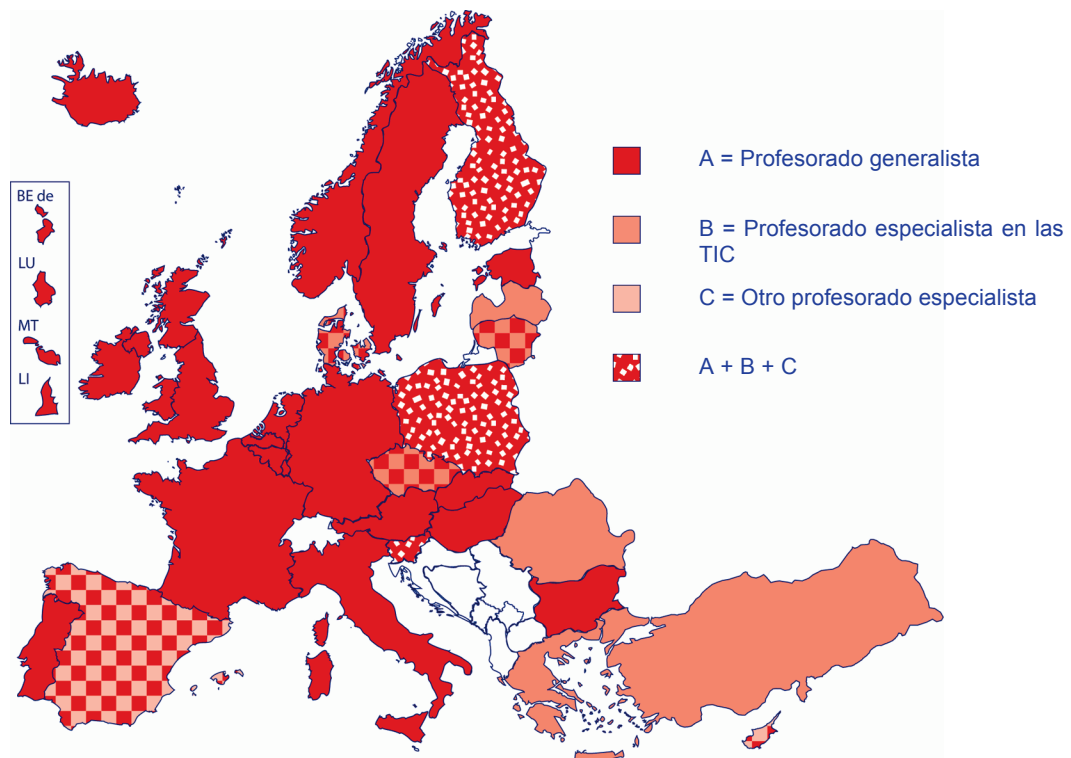 BE de
LU
MT
LI
A = Profesorado generalista
B = Profesorado especialista en las
TIC
C = Otro profesorado especialista
A + B + C